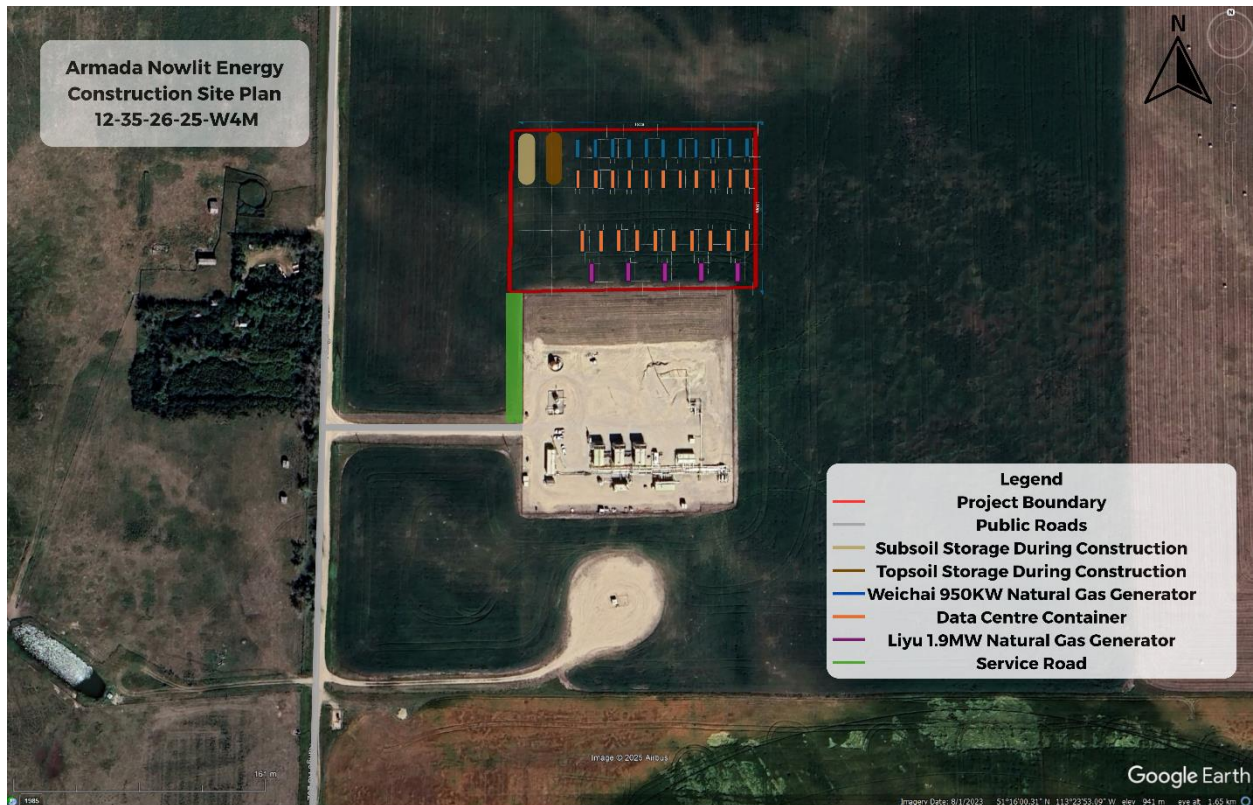 Armada Nowlit Energy
Construction Site Plan
12-35-26-25-W4M
N
N
Legend
Project Boundary
Public Roads
Subsoil Storage During Construction
Topsoil Storage During Construction
Weichai 950KW Natural Gas Generator
Data Centre Container
Liyu 1.9MW Natural Gas Generator
Service Road
Image © 2025 Airbus
161 m
Google Earth
1985
Imagery Date: 8/1/2023 51°16'00.31" N 113°23'53.09" W elev 941 m eye alt 1.65 km